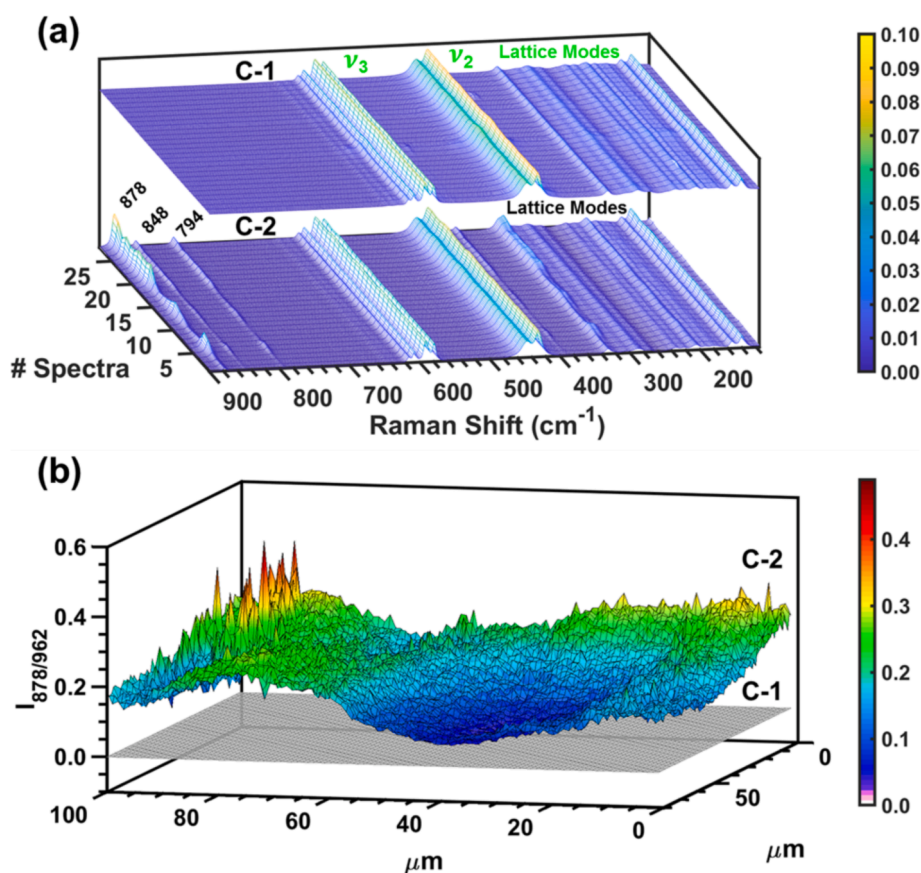 (a)
C-1
ν3
ν2
Lattice Modes
878
848
794
C-2
Lattice Modes
25
20
15
10
5
# Spectra
900
800
700
600
500
400
300
200
Raman Shift (cm-1)
0.10
0.09
0.08
0.07
0.06
0.05
0.04
0.03
0.02
0.01
0.00
(b)
I878/962
0.6
0.4
0.2
0.0
C-2
C-1
100
80
60
40
20
0
μm
0
50
μm
0.4
0.3
0.2
0.1
0.0